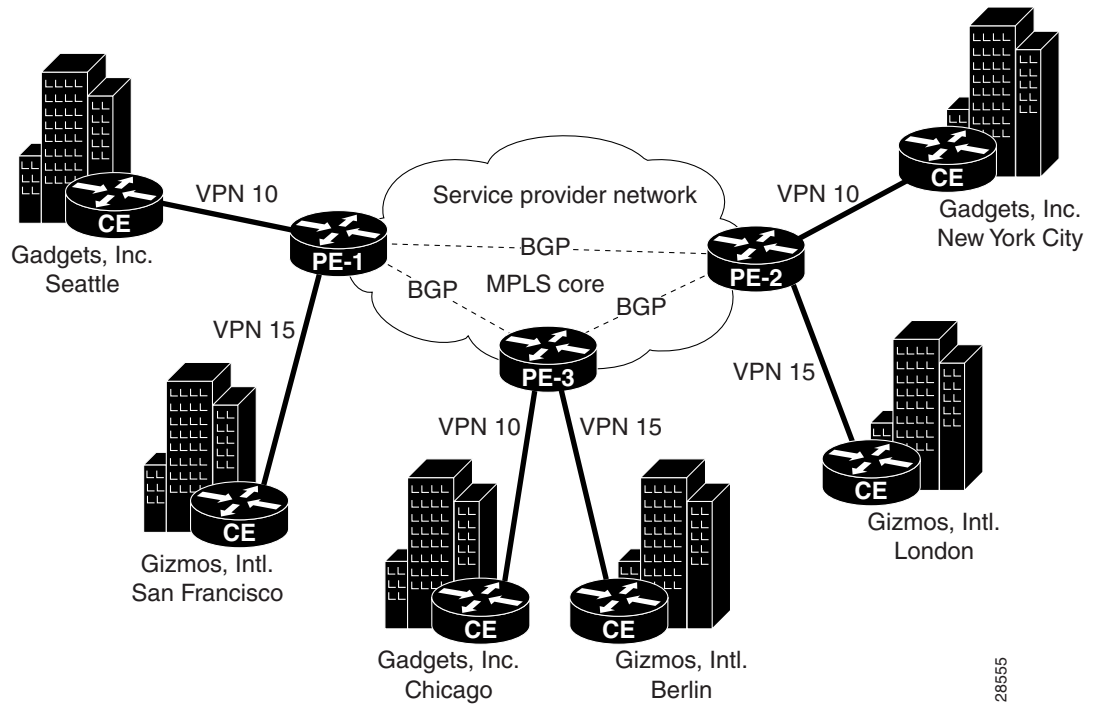 Service provider network
VPN 10
VPN 10
CE
CE
Gadgets, Inc.
Seattle
Gadgets, Inc.
New York City
BGP
PE-1
PE-2
BGP
MPLS core
BGP
VPN 15
PE-3
VPN 15
VPN 10
VPN 15
CE
Gizmos, Intl.
San Francisco
CE
Gizmos, Intl.
London
CE
Gadgets, Inc.
Chicago
CE
Gizmos, Intl.
Berlin
28555